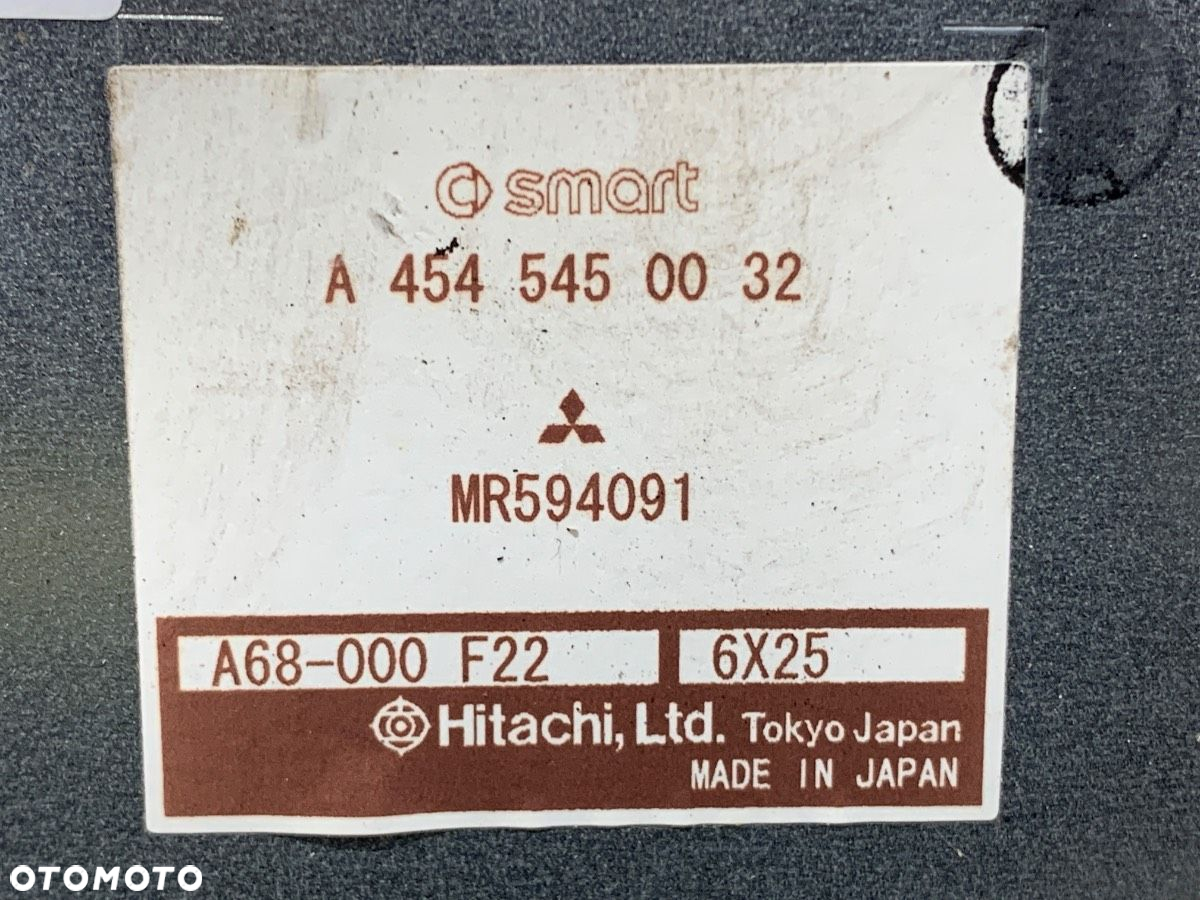 smart
A 454 545 00 32
MR594091
A68-000 F22 6X25
Hitachi, Ltd. Tokyo Japan
MADE IN JAPAN
OTOMOTO